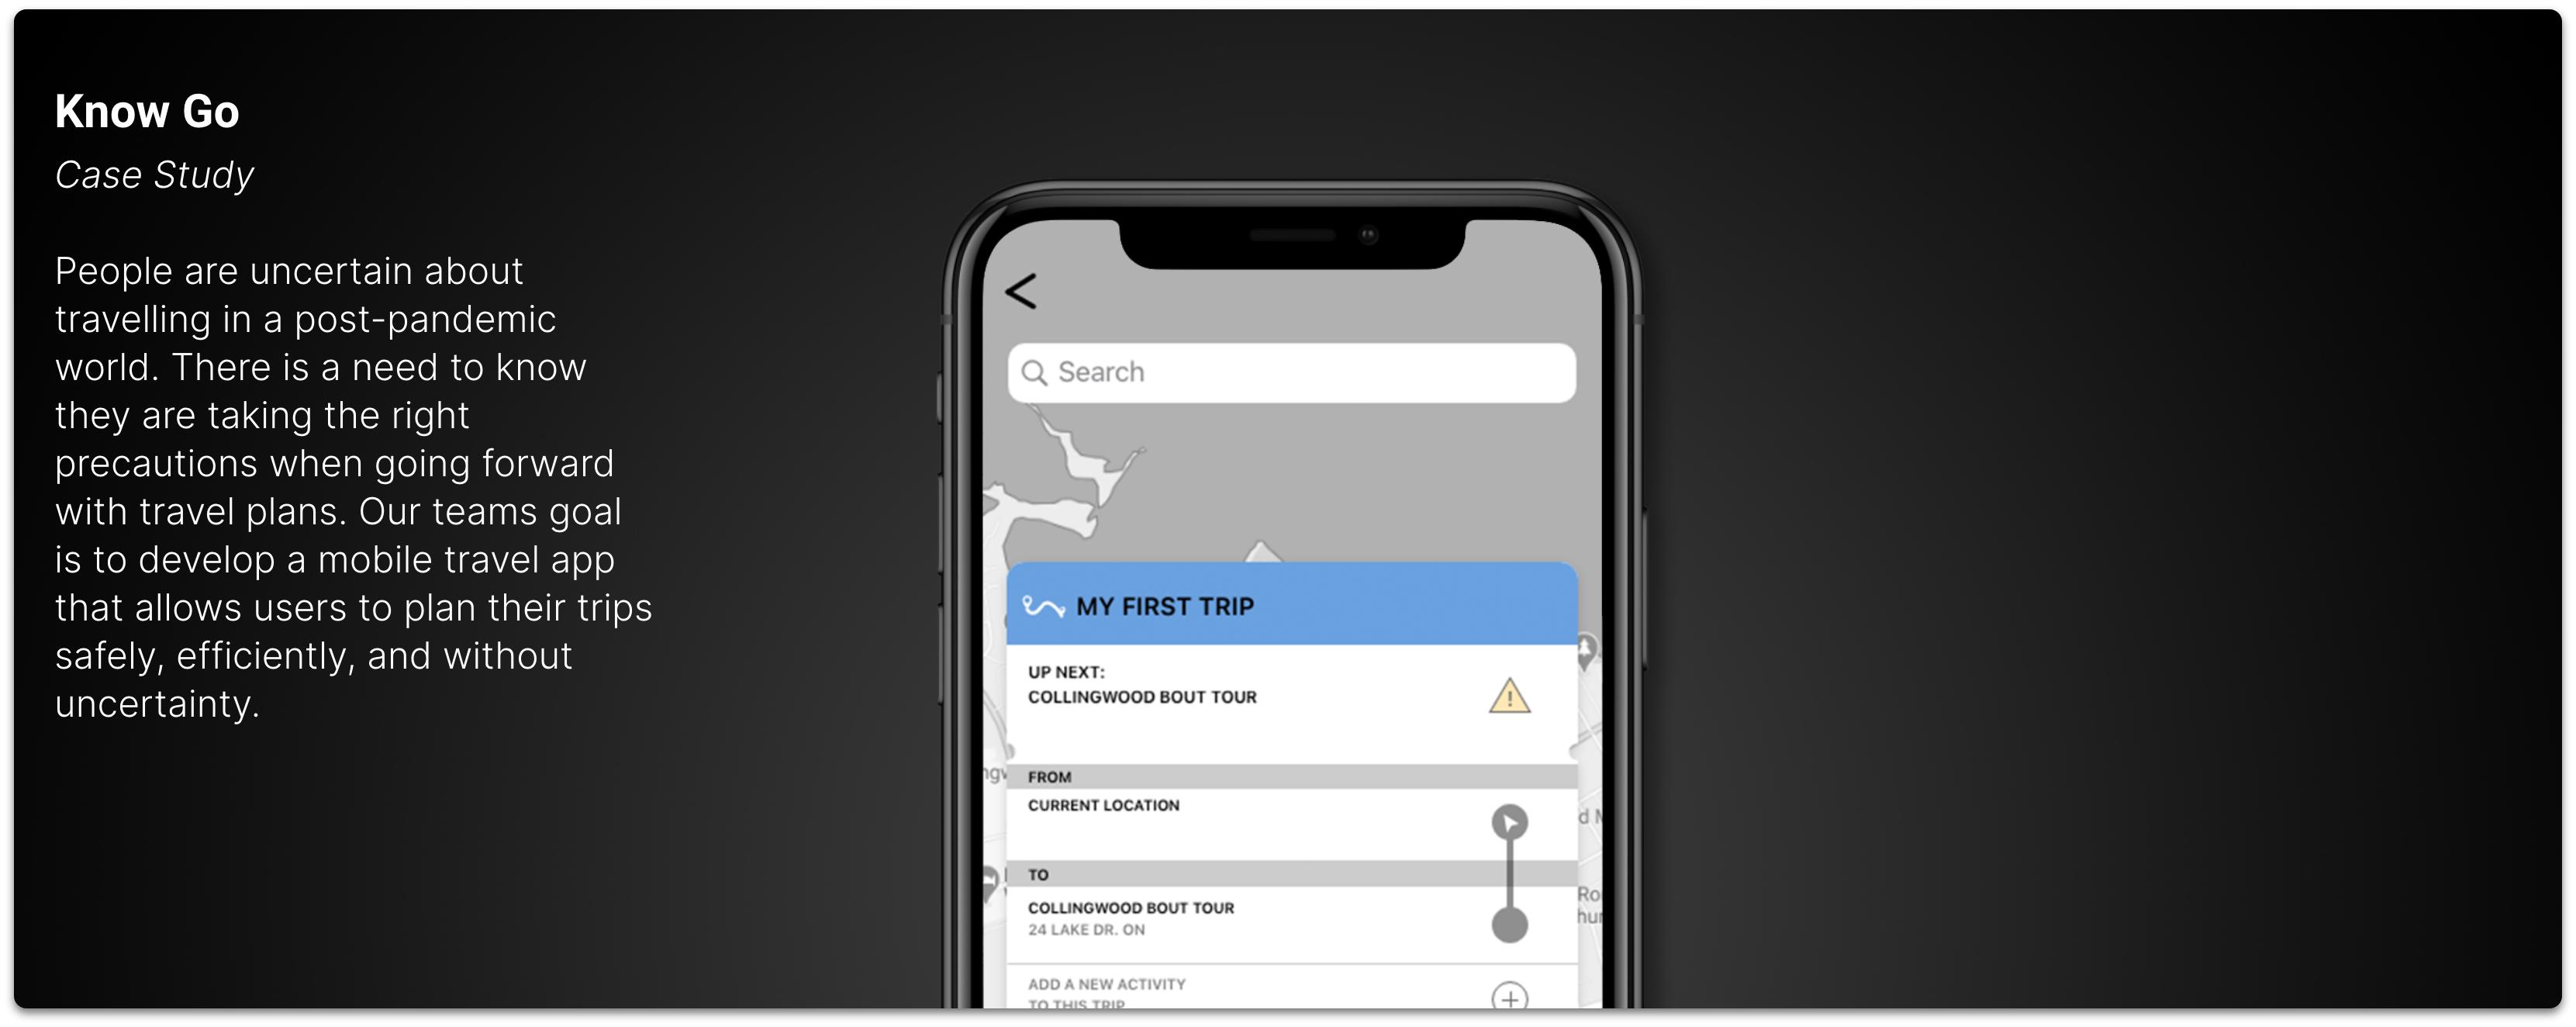 Know Go
Case Study
People are uncertain about
travelling in a post-pandemic
world. There is a need to know
they are taking the right
precautions when going forward
with travel plans. Our teams goal
is to develop a mobile travel app
that allows users to plan their trips
safely, efficiently, and without
uncertainty.
Search
MY FIRST TRIP
UP NEXT:
COLLINGWOOD BOUT TOUR
FROM
CURRENT LOCATION
TO
COLLINGWOOD BOUT TOUR
24 LAKE DR. ON
ADD A NEW ACTIVITY
TO THIS TRIP